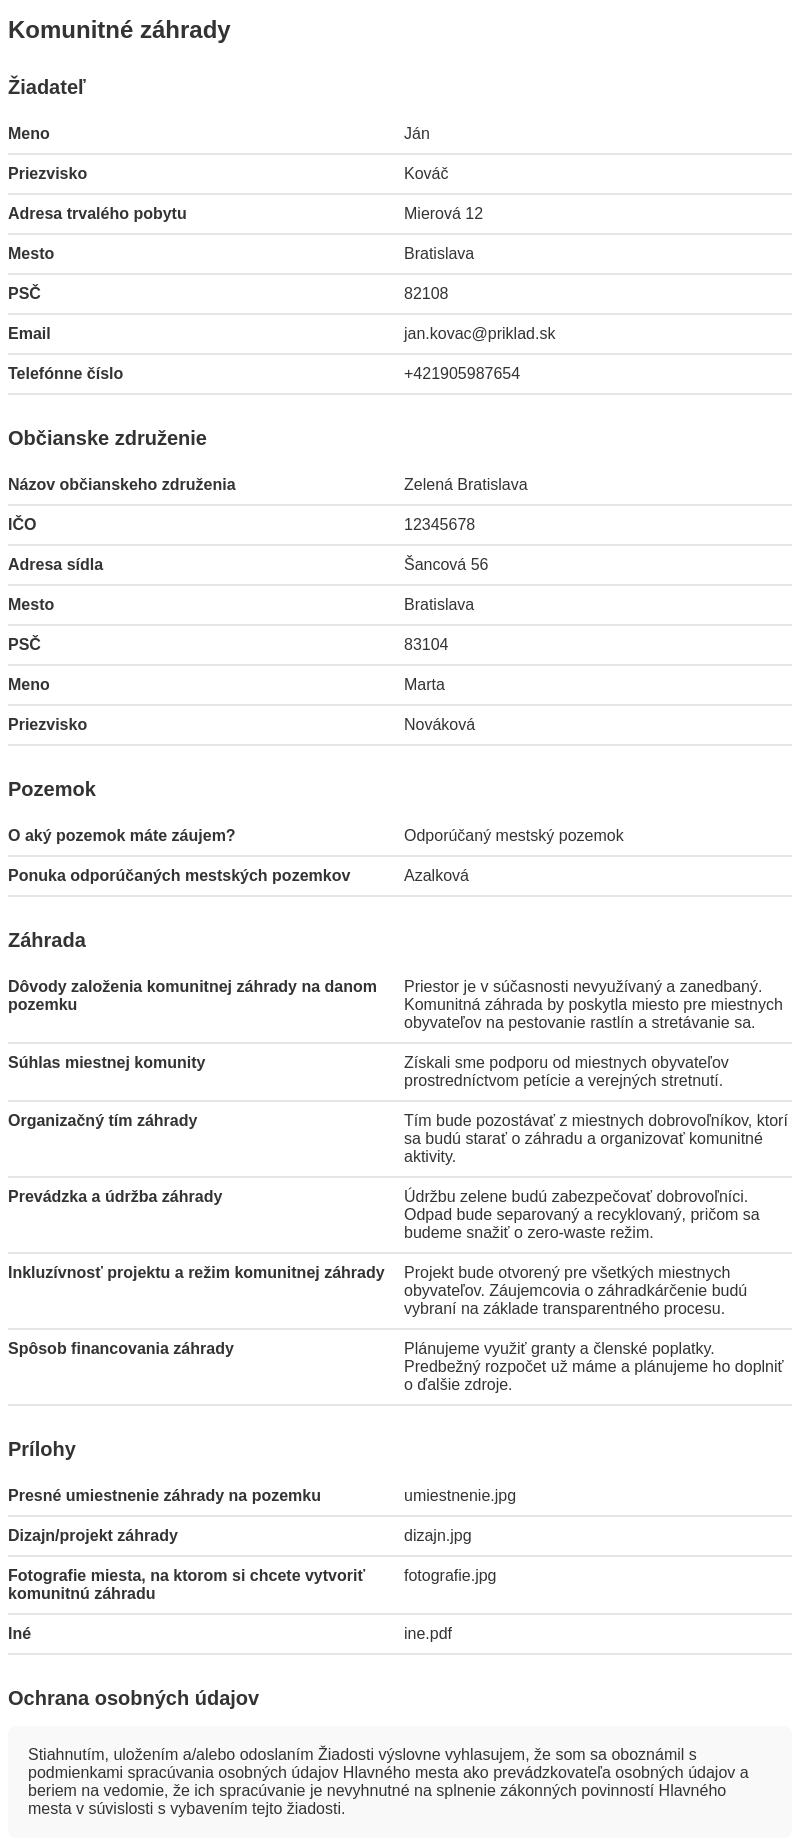 Komunitné záhrady
Žiadateľ
Meno Ján
Priezvisko Kováč
Adresa trvalého pobytu Mierová 12
Mesto Bratislava
PSČ 82108
Email jan.kovac@priklad.sk
Telefónne číslo +421905987654
Občianske združenie
Názov občianskeho združenia Zelená Bratislava
IČO 12345678
Adresa sídla Šancová 56
Mesto Bratislava
PSČ 83104
Meno Marta
Priezvisko Nováková
Pozemok
O aký pozemok máte záujem? Odporúčaný mestský pozemok
Ponuka odporúčaných mestských pozemkov Azalková
Záhrada
Dôvody založenia komunitnej záhrady na danom
pozemku
Priestor je v súčasnosti nevyužívaný a zanedbaný.
Komunitná záhrada by poskytla miesto pre miestnych
obyvateľov na pestovanie rastlín a stretávanie sa.
Súhlas miestnej komunity
Získali sme podporu od miestnych obyvateľov
prostredníctvom petície a verejných stretnutí.
Organizačný tím záhrady
Tím bude pozostávať z miestnych dobrovoľníkov, ktorí
sa budú starať o záhradu a organizovať komunitné
aktivity.
Prevádzka a údržba záhrady
Údržbu zelene budú zabezpečovať dobrovoľníci.
Odpad bude separovaný a recyklovaný, pričom sa
budeme snažiť o zero-waste režim.
Inkluzívnosť projektu a režim komunitnej záhrady
Projekt bude otvorený pre všetkých miestnych
obyvateľov. Záujemcovia o záhradkárčenie budú
vybraní na základe transparentného procesu.
Spôsob financovania záhrady
Plánujeme využiť granty a členské poplatky.
Predbežný rozpočet už máme a plánujeme ho doplniť
o ďalšie zdroje.
Prílohy
Presné umiestnenie záhrady na pozemku umiestnenie.jpg
Dizajn/projekt záhrady dizajn.jpg
Fotografie miesta, na ktorom si chcete vytvoriť
komunitnú záhradu
fotografie.jpg
Iné ine.pdf
Ochrana osobných údajov
Stiahnutím, uložením a/alebo odoslaním Žiadosti výslovne vyhlasujem, že som sa oboznámil s
podmienkami spracúvania osobných údajov Hlavného mesta ako prevádzkovateľa osobných údajov a
beriem na vedomie, že ich spracúvanie je nevyhnutné na splnenie zákonných povinností Hlavného
mesta v súvislosti s vybavením tejto žiadosti.